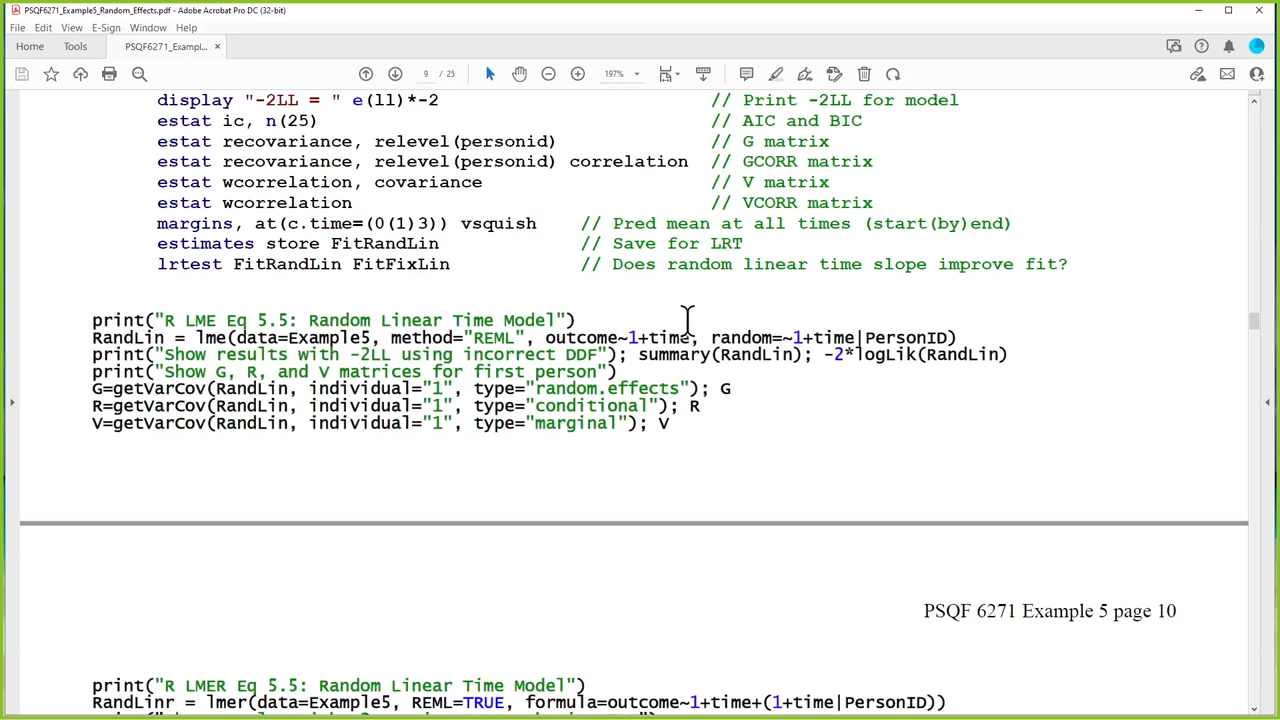 PSQF6271_Example5_Random_Effects.pdf - Adobe Acrobat Pro DC (32-bit)
File Edit View E-Sign Window Help
Home Tools PSQF6271_Exampl... ×
9 / 25 197%
display "-2LL = " e(ll)*-2 // Print -2LL for model
estat ic, n(25) // AIC and BIC
estat recovariance, relevel(personid) // G matrix
estat recovariance, relevel(personid) correlation // GCORR matrix
estat wcorrelation, covariance // V matrix
estat wcorrelation // VCORR matrix
margins, at(c.time=(0(1)3)) vsquish // Pred mean at all times (start(by)end)
estimates store FitRandLin // Save for LRT
lrtest FitRandLin FitFixLin // Does random linear time slope improve fit?
print("R LME Eq 5.5: Random Linear Time Model")
RandLin = lme(data=Example5, method="REML", outcome~1+time, random=~1+time|PersonID)
print("Show results with -2LL using incorrect DDF"); summary(RandLin); -2*logLik(RandLin)
print("Show G, R, and V matrices for first person")
G=getVarCov(RandLin, individual="1", type="random.effects"); G
R=getVarCov(RandLin, individual="1", type="conditional"); R
V=getVarCov(RandLin, individual="1", type="marginal"); V
PSQF 6271 Example 5 page 10
print("R LMER Eq 5.5: Random Linear Time Model")
RandLinr = lmer(data=Example5, REML=TRUE, formula=outcome~1+time+(1+time|PersonID))